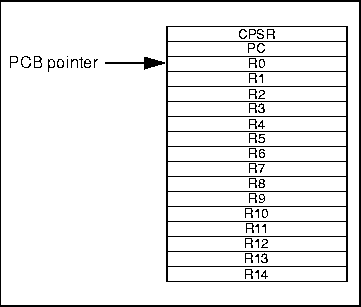 CPSR
PC
PCB pointer
R0
R1
R2
R3
R4
R5
R6
R7
R8
R9
R10
R11
R12
R13
R14